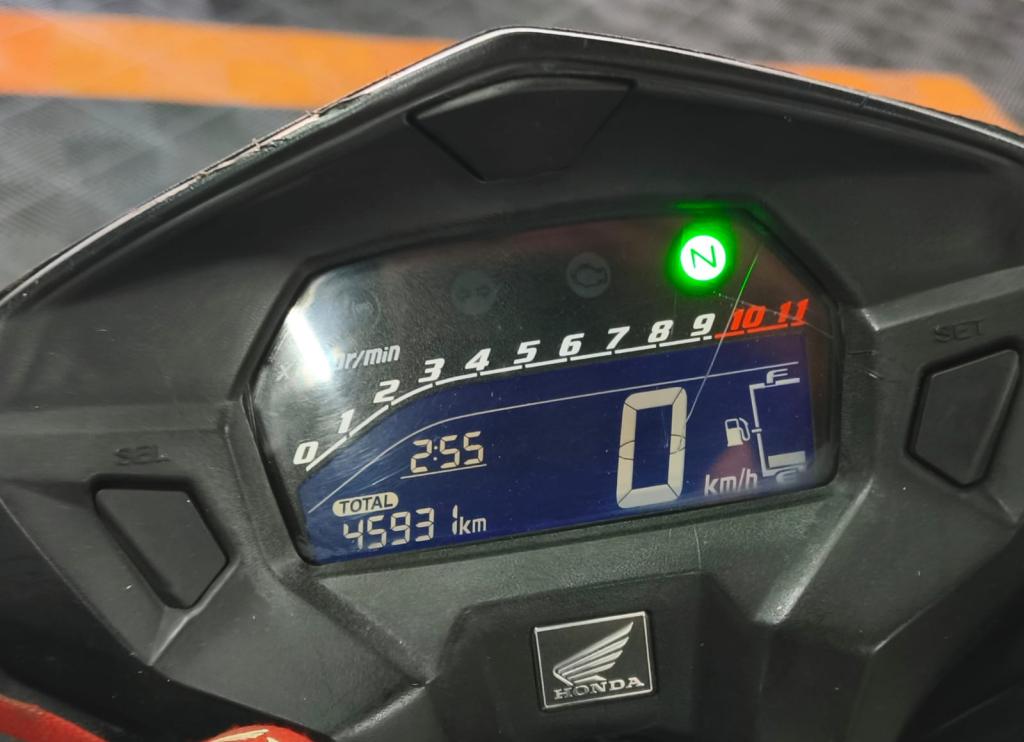 N
x
r/min
0 1 2 3 4 5 6 7 8 9 10 11
SET
SEL
2:55
0
km/h
F
E
TOTAL
45931km
HONDA